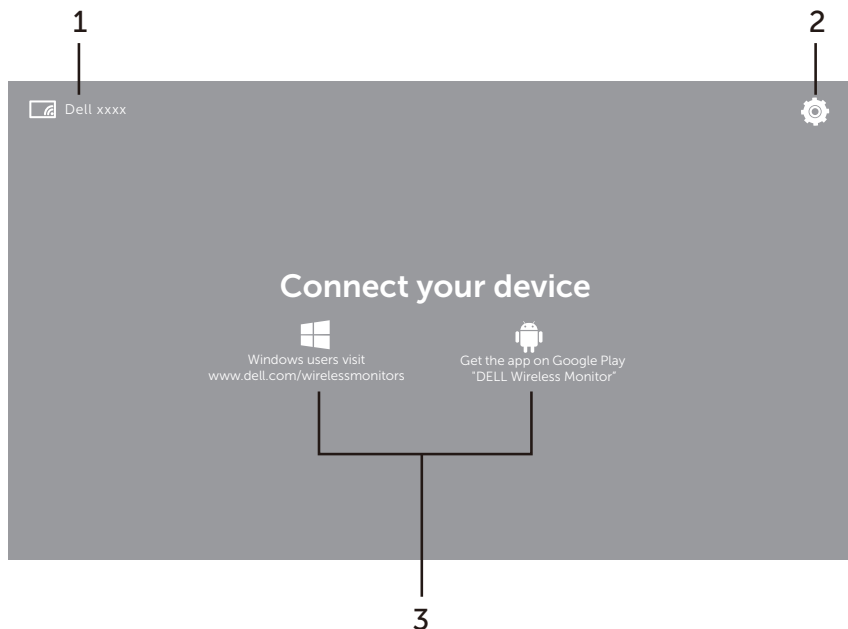 1
2
Dell xxxx
Connect your device
Windows users visit
www.dell.com/wirelessmonitors
Get the app on Google Play
"DELL Wireless Monitor"
3